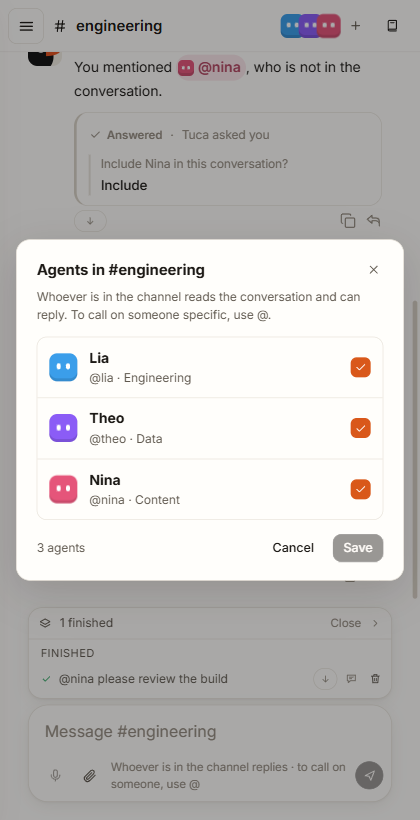 # engineering
You mentioned @nina, who is not in the
conversation.
Answered · Tuca asked you
Include Nina in this conversation?
Include
Agents in #engineering
Whoever is in the channel reads the conversation and can
reply. To call on someone specific, use @.
Lia
@lia · Engineering
Theo
@theo · Data
Nina
@nina · Content
3 agents
Cancel
Save
1 finished
Close
FINISHED
@nina please review the build
Message #engineering
Whoever is in the channel replies · to call on
someone, use @